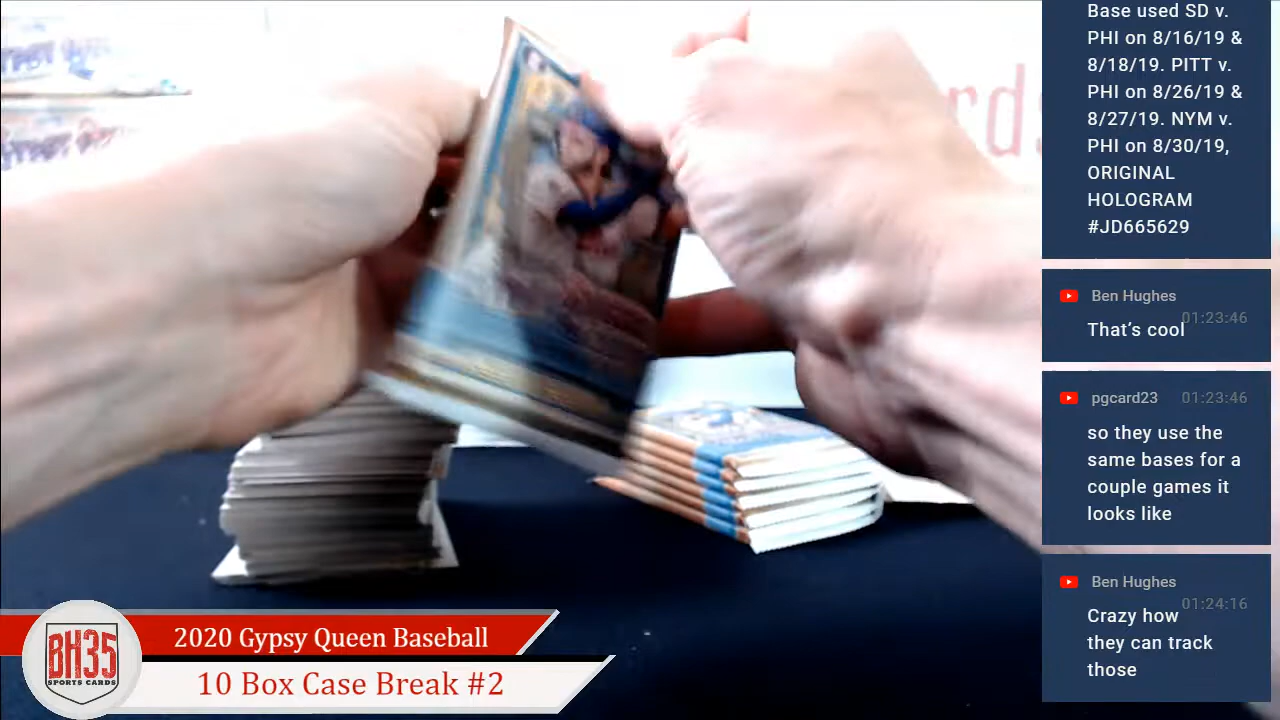 Base used SD v.
PHI on 8/16/19 &
8/18/19. PITT v.
PHI on 8/26/19 &
8/27/19. NYM v.
PHI on 8/30/19,
ORIGINAL
HOLOGRAM
#JD665629
Ben Hughes
01:23:46
That's cool
pgcard23 01:23:46
so they use the
same bases for a
couple games it
looks like
Ben Hughes
01:24:16
Crazy how
they can track
those
2020 Gypsy Queen Baseball
10 Box Case Break #2
BH35
SPORTS CARDS